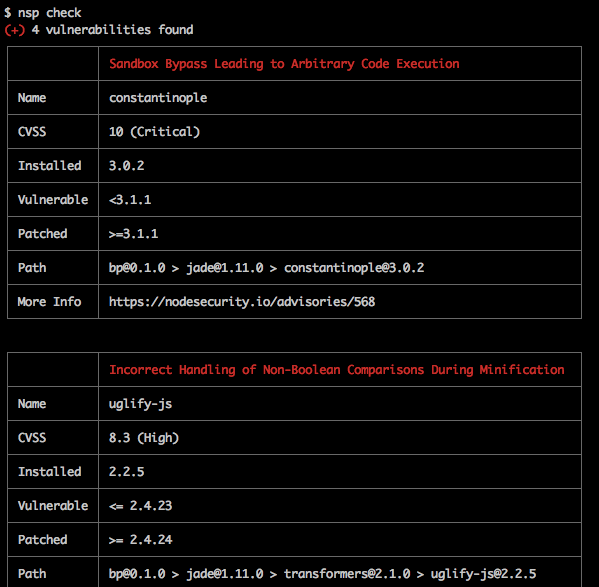 $ nsp check
(+) 4 vulnerabilities found
Sandbox Bypass Leading to Arbitrary Code Execution
Name constantinople
CVSS 10 (Critical)
Installed 3.0.2
Vulnerable <3.1.1
Patched >=3.1.1
Path bp@0.1.0 > jade@1.11.0 > constantinople@3.0.2
More Info https://nodesecurity.io/advisories/568
Incorrect Handling of Non-Boolean Comparisons During Minification
Name uglify-js
CVSS 8.3 (High)
Installed 2.2.5
Vulnerable <= 2.4.23
Patched >= 2.4.24
Path bp@0.1.0 > jade@1.11.0 > transformers@2.1.0 > uglify-js@2.2.5